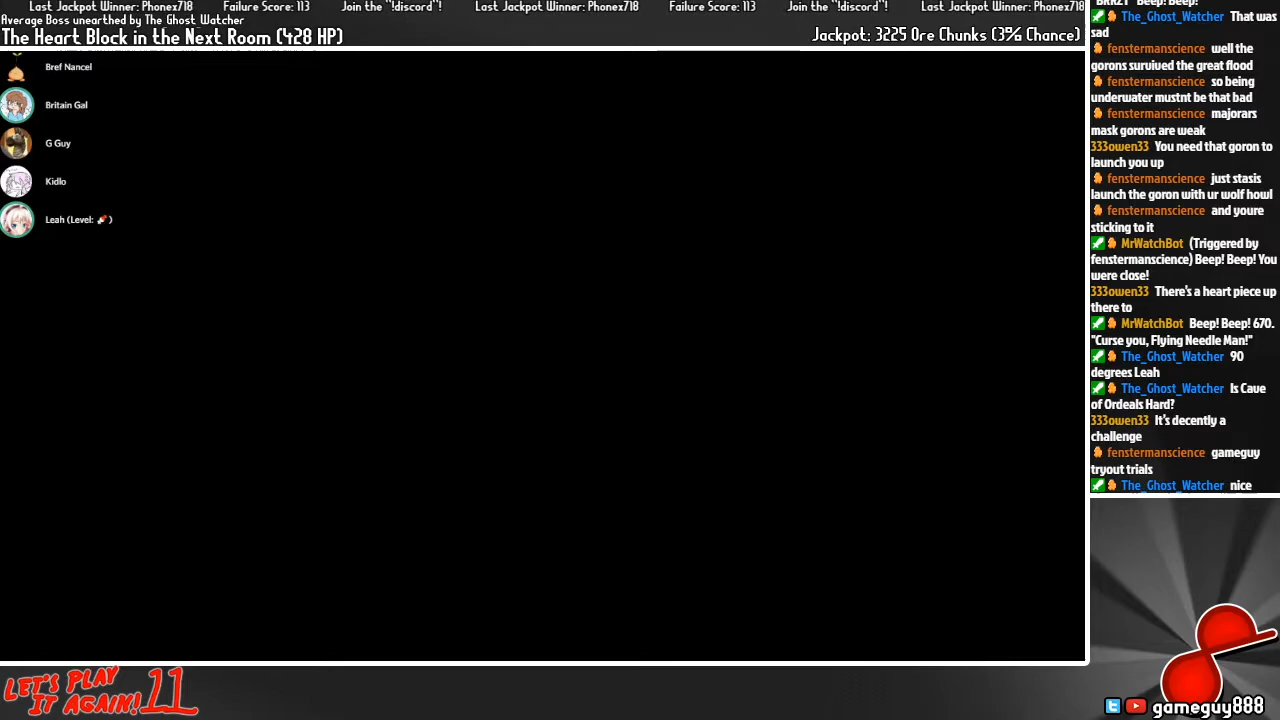 Last Jackpot Winner: Phonex718 Failure Score: 113 Join the "!discord"! Last Jackpot Winner: Phonex718 Failure Score: 113 Join the "!discord"! Last Jackpot Winner: Phonex718
Average Boss unearthed by The Ghost Watcher
The Heart Block in the Next Room (428 HP)
Jackpot: 3225 Ore Chunks (3% Chance)
Bref Nancel
Britain Gal
G Guy
Kidlo
Leah (Level: )
"BRRZT" Beep! Beep!
The_Ghost_Watcher That was
sad
fenstermanscience well the
gorons survived the great flood
fenstermanscience so being
underwater mustnt be that bad
fenstermanscience majorars
mask gorons are weak
333owen33 You need that goron to
launch you up
fenstermanscience just stasis
launch the goron with ur wolf howl
fenstermanscience and youre
sticking to it
MrWatchBot (Triggered by
fenstermanscience) Beep! Beep! You
were close!
333owen33 There's a heart piece up
there to
MrWatchBot Beep! Beep! 670.
"Curse you, Flying Needle Man!"
The_Ghost_Watcher 90
degrees Leah
The_Ghost_Watcher Is Cave
of Ordeals Hard?
333owen33 It's decently a
challenge
fenstermanscience gameguy
tryout trials
The_Ghost_Watcher nice
LET'S PLAY
IT AGAIN! 11
gameguy888